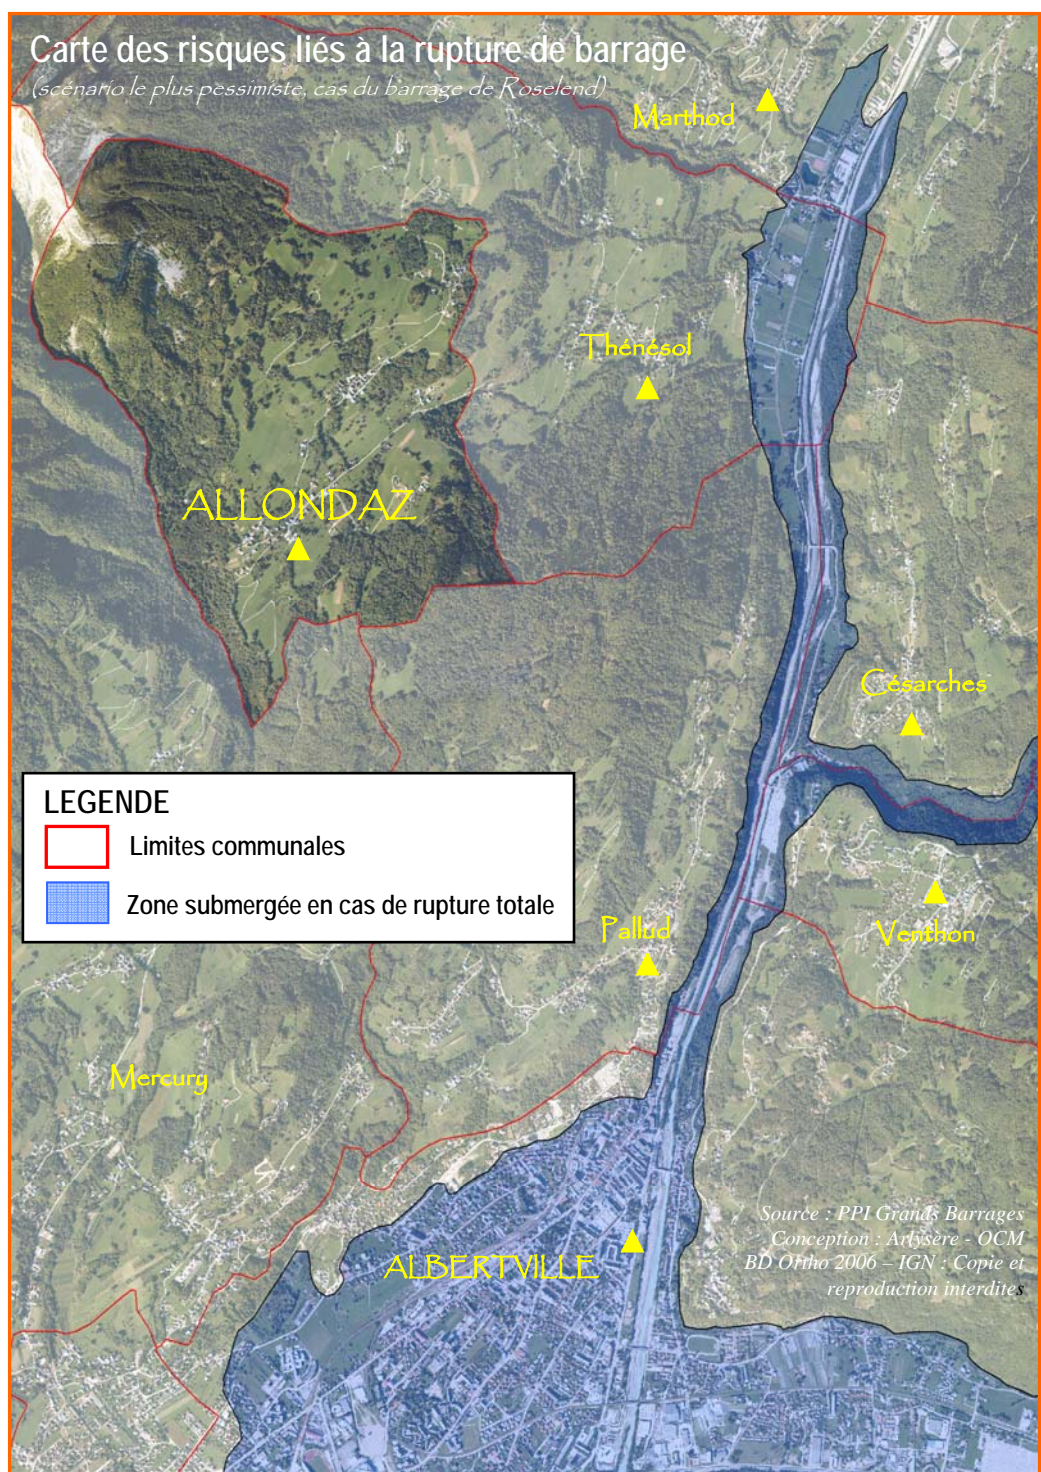 Carte des risques liés à la rupture de barrage
(scénario le plus pessimiste, cas du barrage de Roselend)
Marthod
Thénésol
ALLONDAZ
Césarches
LEGENDE
Limites communales
Zone submergée en cas de rupture totale
Pallud
Venthon
Mercury
Source : PPI Grands Barrages
Conception : Arlysère - OCM
BD Ortho 2006 – IGN : Copie et
reproduction interdites
ALBERTVILLE